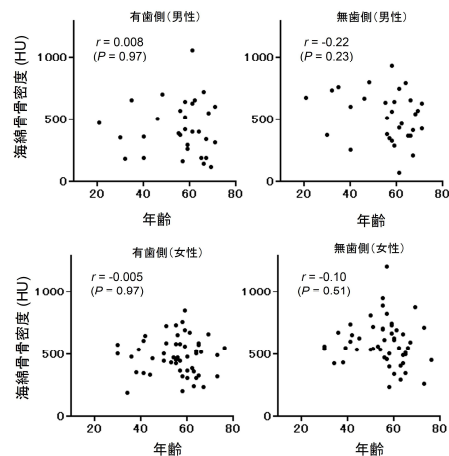 有歯側(男性)
無歯側(男性)
r = 0.008
(P = 0.97)
r = -0.22
(P = 0.23)
海綿骨骨密度 (HU)
1000
500
0
20
40
60
80
年齢
1000
500
0
20
40
60
80
年齢
有歯側(女性)
無歯側(女性)
r = -0.005
(P = 0.97)
r = -0.10
(P = 0.51)
海綿骨骨密度 (HU)
1000
500
0
20
40
60
80
年齢
1000
500
0
20
40
60
80
年齢